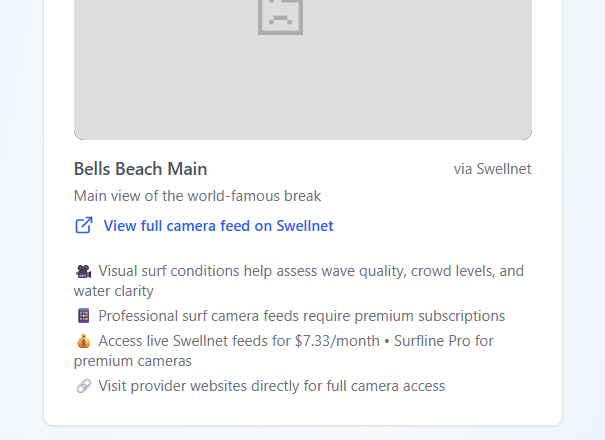 Bells Beach Main
via Swellnet
Main view of the world-famous break
View full camera feed on Swellnet
🎥 Visual surf conditions help assess wave quality, crowd levels, and
water clarity
📱 Professional surf camera feeds require premium subscriptions
💰 Access live Swellnet feeds for $7.33/month • Surfline Pro for
premium cameras
🔗 Visit provider websites directly for full camera access